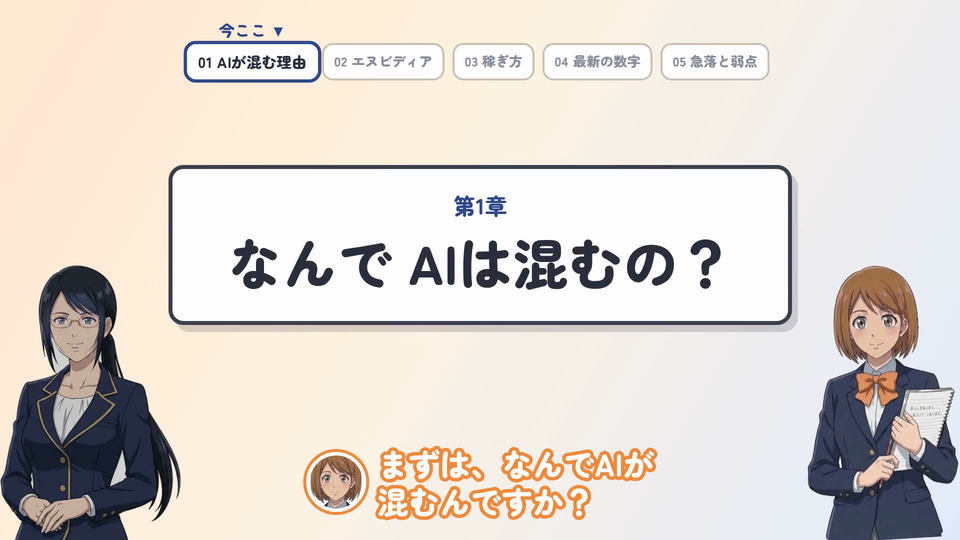 今ここ ▼
01 AIが混む理由
02 エヌビディア
03 稼ぎ方
04 最新の数字
05 急落と弱点
第1章
なんで AIは混むの？
まずは、なんでAIが
混むんですか？